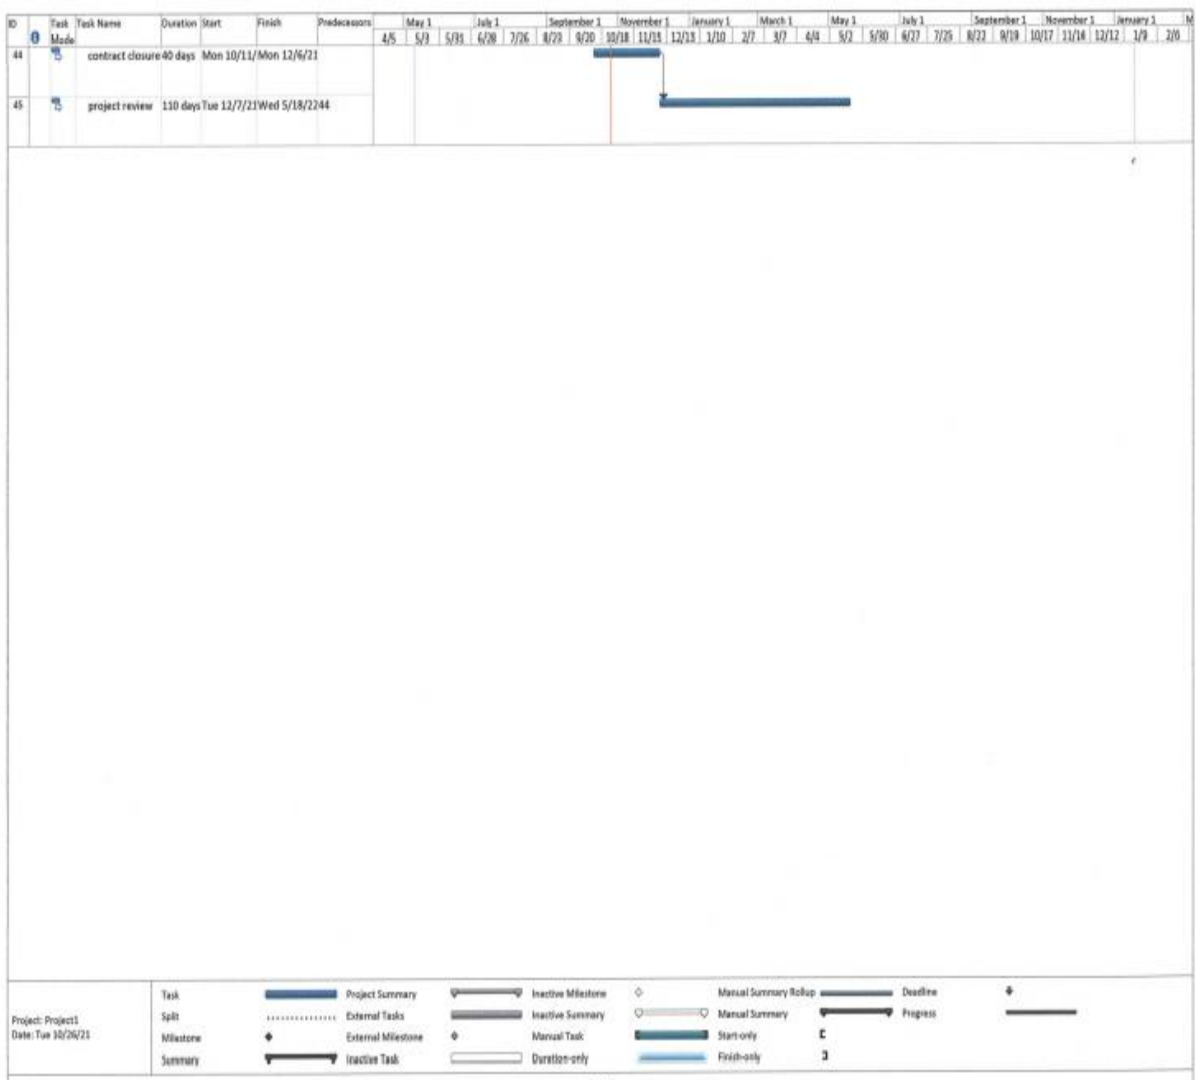 ID Task Mode Task Name Duration Start Finish Predecessors
May 1 July 1 September 1 November 1 January 1 March 1 May 1 July 1 September 1 November 1 January 1 M
4/5 5/3 5/31 6/28 7/26 8/23 9/20 10/18 11/15 12/13 1/10 2/7 3/7 4/4 5/2 5/30 6/27 7/25 8/22 9/19 10/17 11/14 12/12 1/9 2/6
44 contract closure 40 days Mon 10/11/ Mon 12/6/21
45 project review 110 days Tue 12/7/21 Wed 5/18/22 44
Project: Project1
Date: Tue 10/26/21
Task Project Summary Inactive Milestone Manual Summary Rollup Deadline
Split External Tasks Inactive Summary Manual Summary Progress
Milestone External Milestone Manual Task Start-only
Summary Inactive Task Duration-only Finish-only